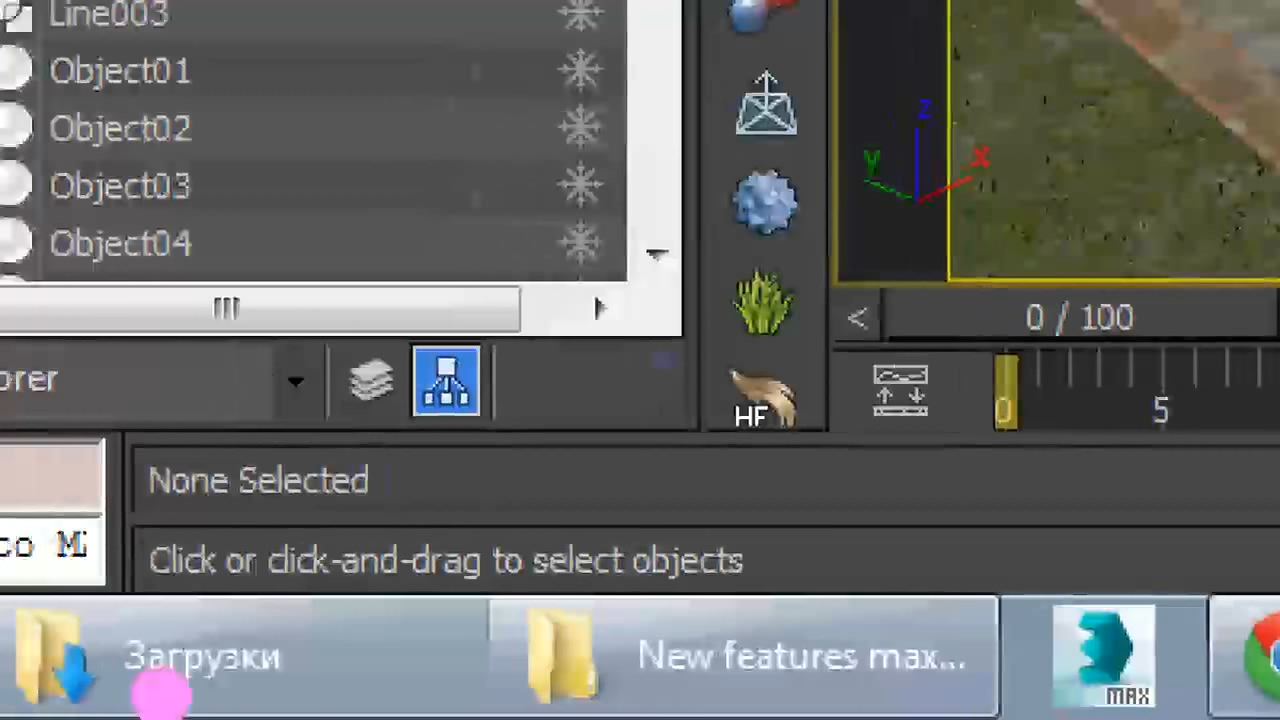 Line003
Object01
Object02
Object03
Object04
z
y
x
<
0 / 100
orer
HF
0
5
None Selected
co Mi
Click or click-and-drag to select objects
Загрузки
New features max...
MAX